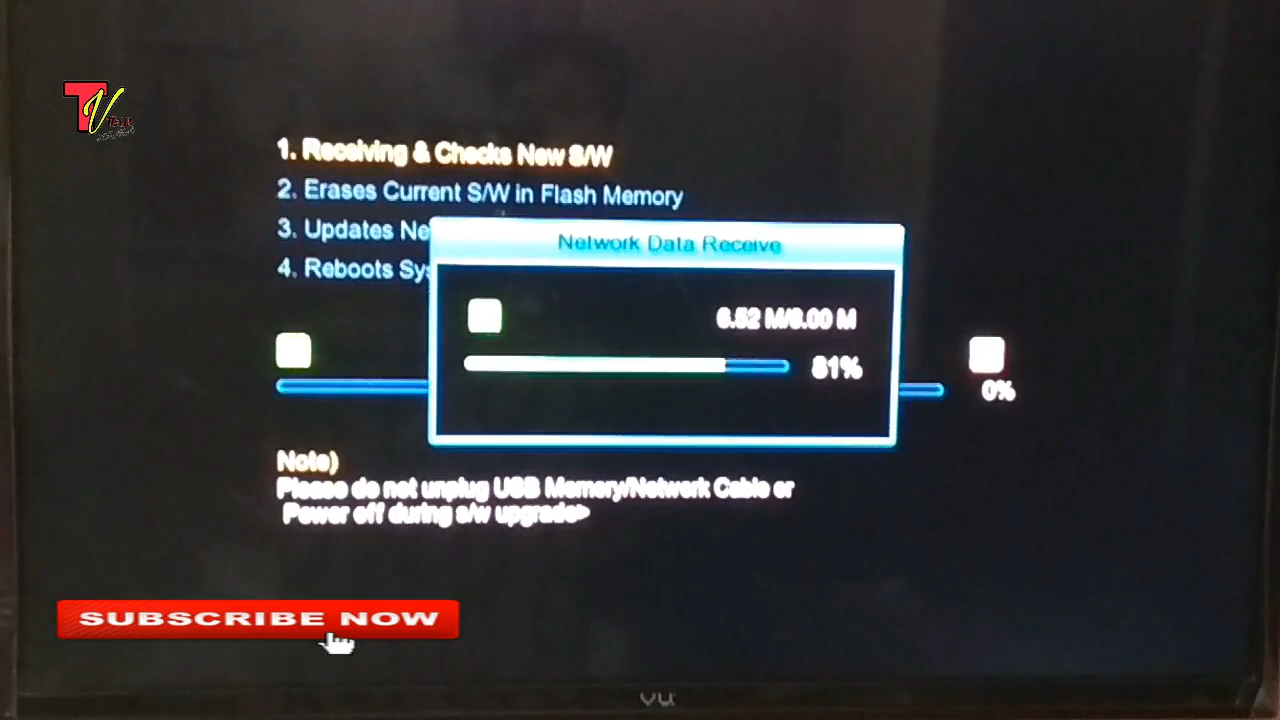 TV
1. Receiving & Checks New S/W
2. Erases Current S/W in Flash Memory
3. Updates Ne
4. Reboots Sys
Network Data Receive
6.52 M/8.00 M
81%
0%
Note)
Please do not unplug USB Memory/Network Cable or
Power off during s/w upgrade>
SUBSCRIBE NOW
VU